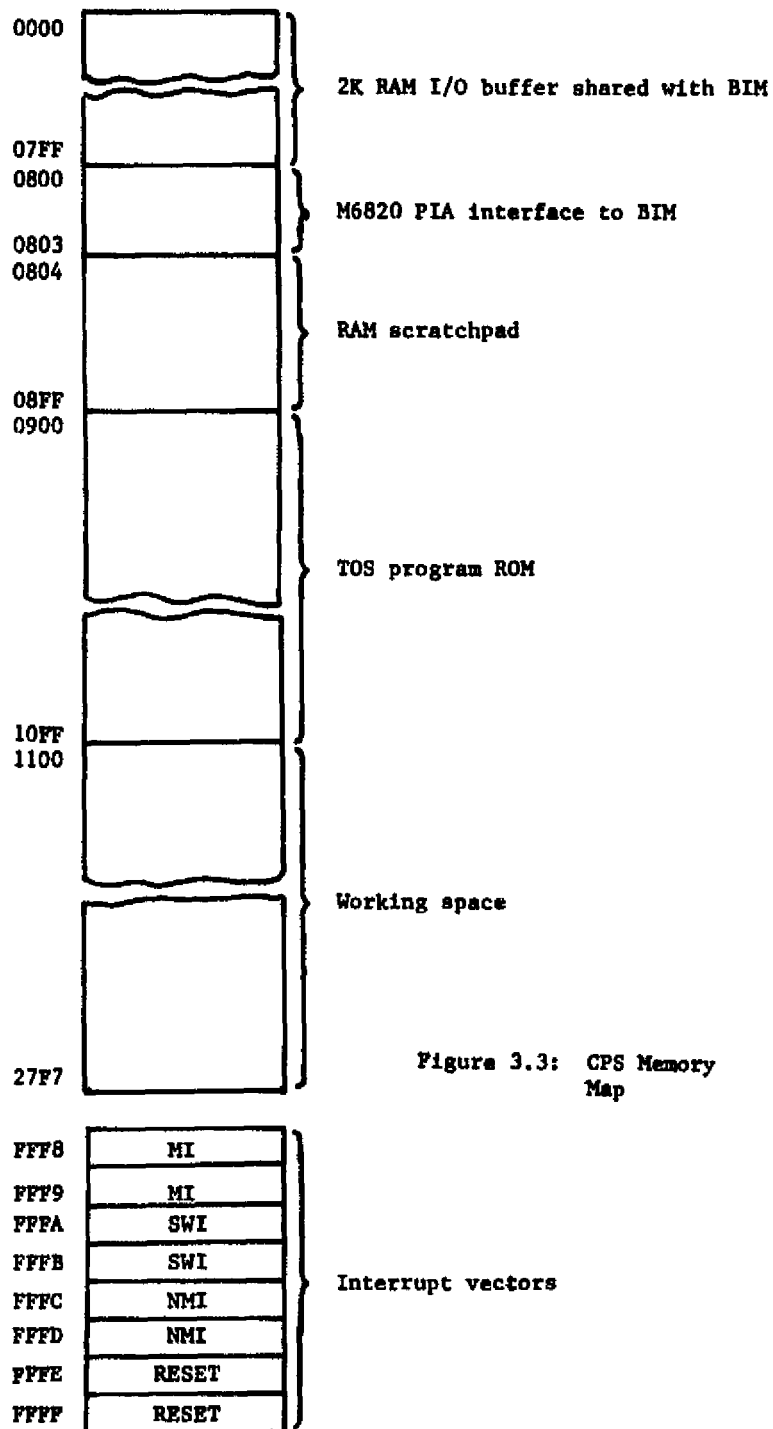 0000
2K RAM I/O buffer shared with BIM
07FF
0800
M6820 PIA interface to BIM
0803
0804
RAM scratchpad
08FF
0900
TOS program ROM
10FF
1100
Working space
27F7
Figure 3.3: CPS Memory
Map
FFF8 MI
FFF9 MI
FFFA SWI
FFFB SWI
Interrupt vectors
FFFC NMI
FFFD NMI
FFFE RESET
FFFF RESET